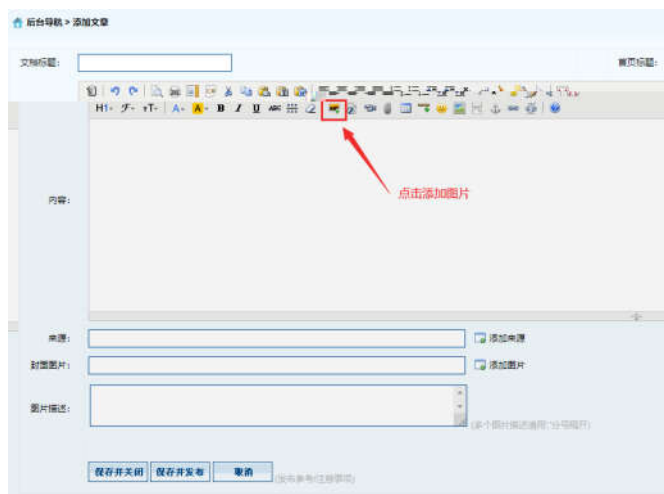 后台导航 > 添加文章
文档标题:
首页标题:
H1- F- тT- A- A- B I U ABC
点击添加图片
内容:
来源:
添加来源
封面图片:
添加图片
图片描述:
(多个图片描述请用;分号隔开)
保存并关闭
保存并发布
取消